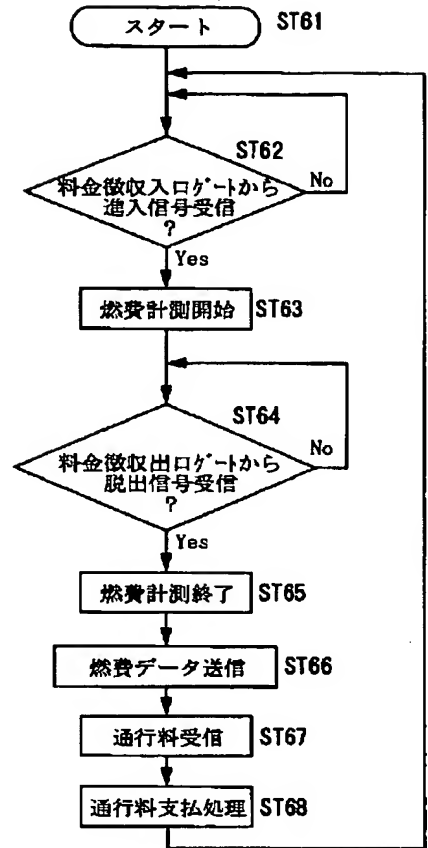 スタート ST61
ST62
料金徴収入口ゲートから No
進入信号受信
?
Yes
燃費計測開始 ST63
ST64
料金徴収出口ゲートから No
脱出信号受信
?
Yes
燃費計測終了 ST65
燃費データ送信 ST66
通行料受信 ST67
通行料支払処理 ST68